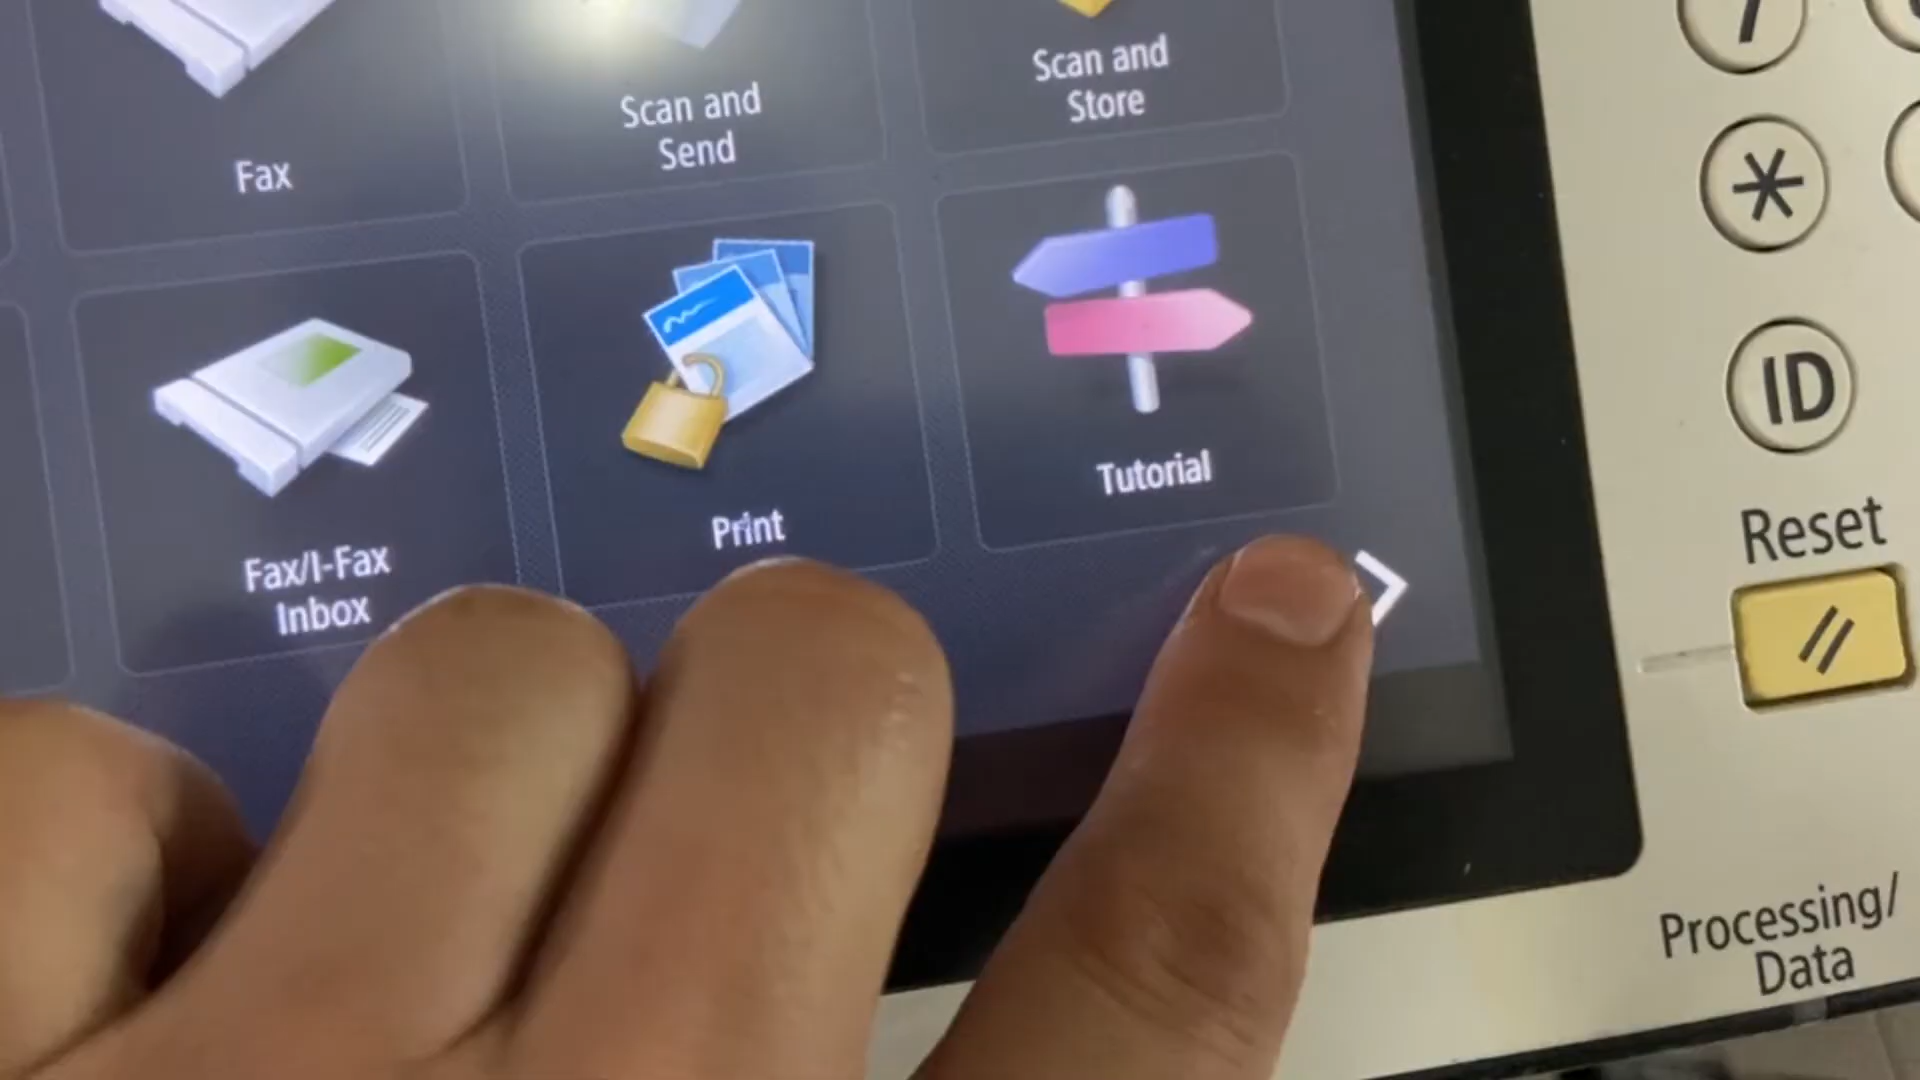 Fax
Scan and
Send
Scan and
Store
Fax/I-Fax
Inbox
Print
Tutorial
*
ID
Reset
Processing/
Data